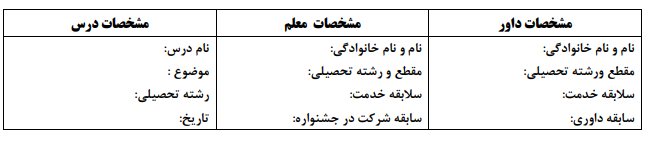 مشخصات داور	مشخصات معلم	مشخصات درس
نام و نام خانوادگی:	نام و نام خانوادگی:	نام درس:
مقطع ورشته تحصیلی:	مقطع و رشته تحصیلی:	موضوع :
سلابقه خدمت:	سلابقه خدمت:	رشته تحصیلی:
سابقه داوری:	سابقه شرکت در جشنواره:	تاریخ: